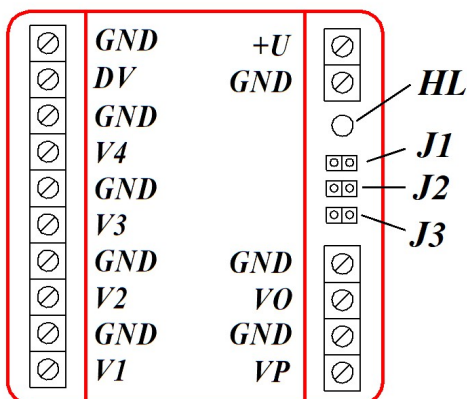 GND +U
DV GND
HL
GND
V4 J1
GND J2
V3 J3
GND GND
V2 VO
GND GND
V1 VP